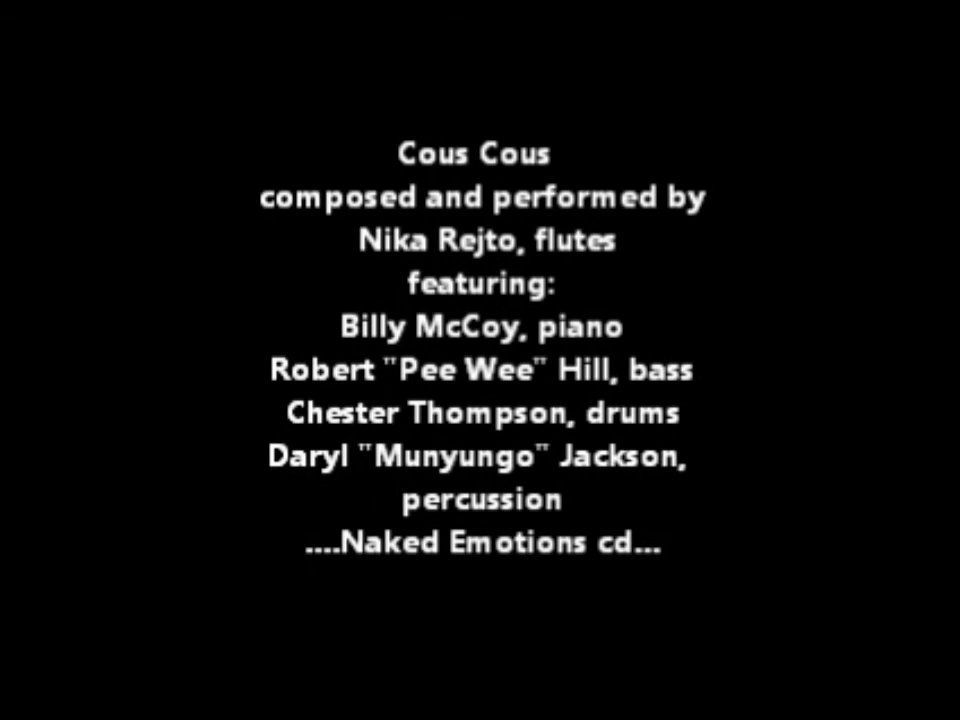 Cous Cous
composed and performed by
Nika Rejto, flutes
featuring:
Billy McCoy, piano
Robert "Pee Wee" Hill, bass
Chester Thompson, drums
Daryl "Munyungo" Jackson,
percussion
....Naked Emotions cd...